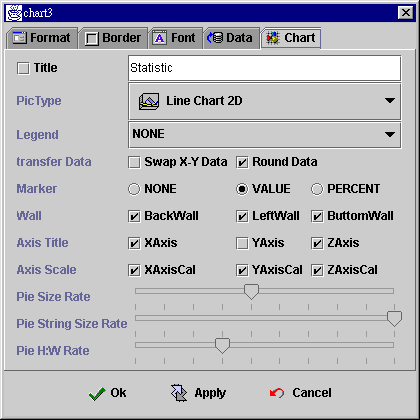 chart3
Format Border Font Data Chart
Title Statistic
PicType Line Chart 2D
Legend NONE
transfer Data Swap X-Y Data Round Data
Marker NONE VALUE PERCENT
Wall BackWall LeftWall ButtomWall
Axis Title XAxis YAxis ZAxis
Axis Scale XAxisCal YAxisCal ZAxisCal
Pie Size Rate
Pie String Size Rate
Pie H:W Rate
Ok Apply Cancel